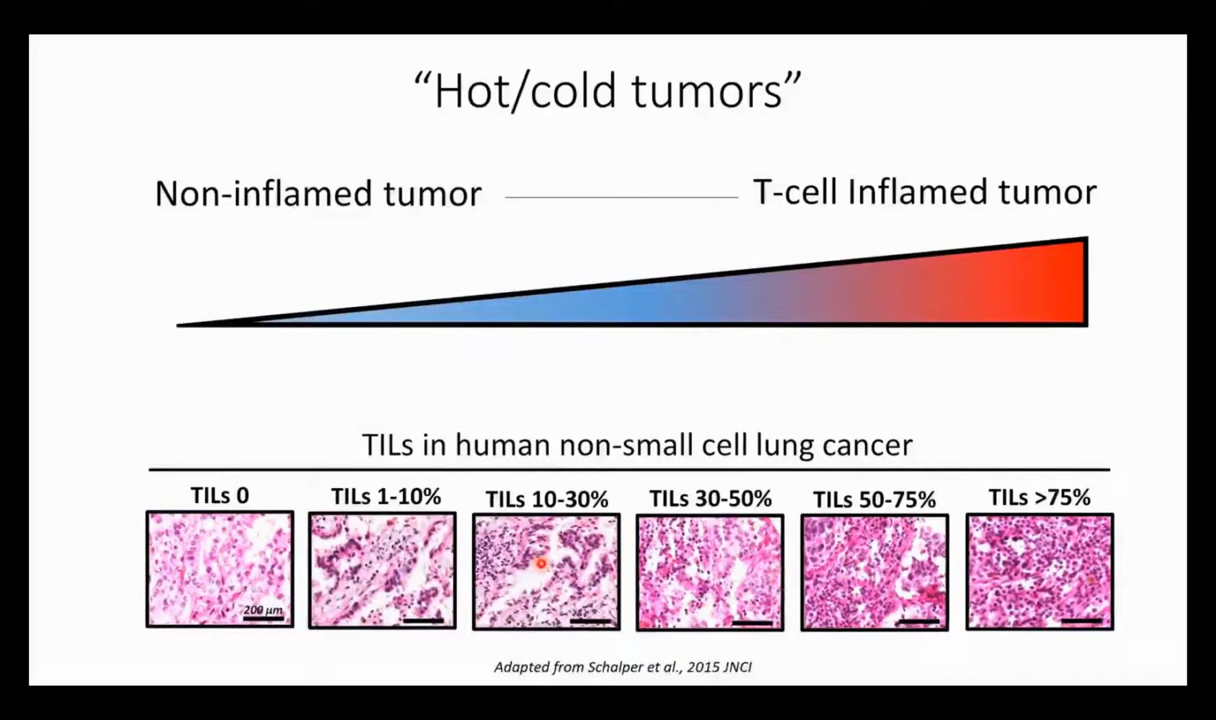 “Hot/cold tumors”
Non-inflamed tumor
T-cell Inflamed tumor
TILs in human non-small cell lung cancer
TILs 0
TILs 1-10%
TILs 10-30%
TILs 30-50%
TILs 50-75%
TILs >75%
200 μm
Adapted from Schalper et al., 2015 JNCI